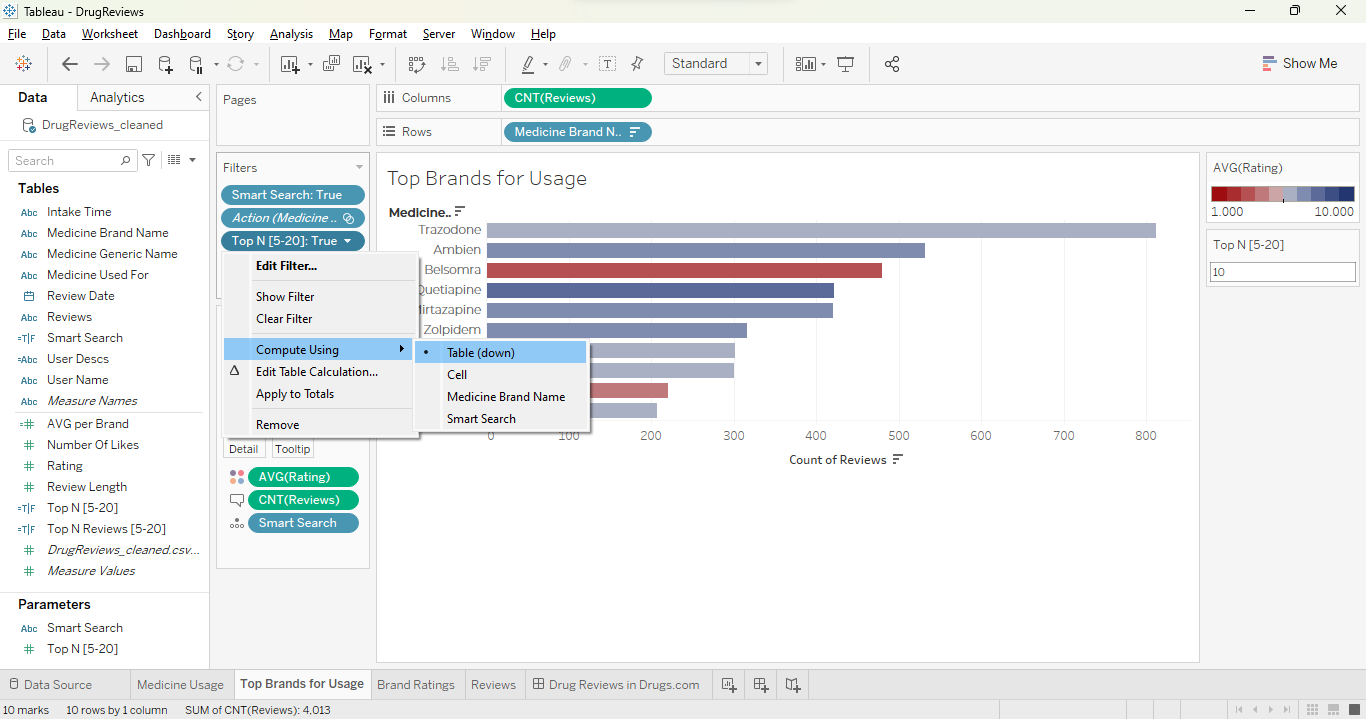 Tableau - DrugReviews
File Data Worksheet Dashboard Story Analysis Map Format Server Window Help
Standard
Show Me
Data Analytics
DrugReviews_cleaned
Search
Tables
Abc Intake Time
Abc Medicine Brand Name
Abc Medicine Generic Name
Abc Medicine Used For
Review Date
Abc Reviews
=T|F Smart Search
=Abc User Descs
Abc User Name
Abc Measure Names
=# AVG per Brand
# Number Of Likes
# Rating
# Review Length
=T|F Top N [5-20]
=T|F Top N Reviews [5-20]
# DrugReviews_cleaned.csv...
# Measure Values
Parameters
Abc Smart Search
# Top N [5-20]
Pages
Filters
Smart Search: True
Action (Medicine ..
Top N [5-20]: True
Edit Filter...
Show Filter
Clear Filter
Compute Using
Edit Table Calculation...
Apply to Totals
Remove
Table (down)
Cell
Medicine Brand Name
Smart Search
Detail Tooltip
AVG(Rating)
CNT(Reviews)
Smart Search
Columns CNT(Reviews)
Rows Medicine Brand N..
Top Brands for Usage
Medicine..
Trazodone
Ambien
Belsomra
Quetiapine
irtazapine
Zolpidem
0 100 200 300 400 500 600 700 800
Count of Reviews
AVG(Rating)
1.000 10.000
Top N [5-20]
10
Data Source Medicine Usage Top Brands for Usage Brand Ratings Reviews Drug Reviews in Drugs.com
10 marks 10 rows by 1 column SUM of CNT(Reviews): 4,013